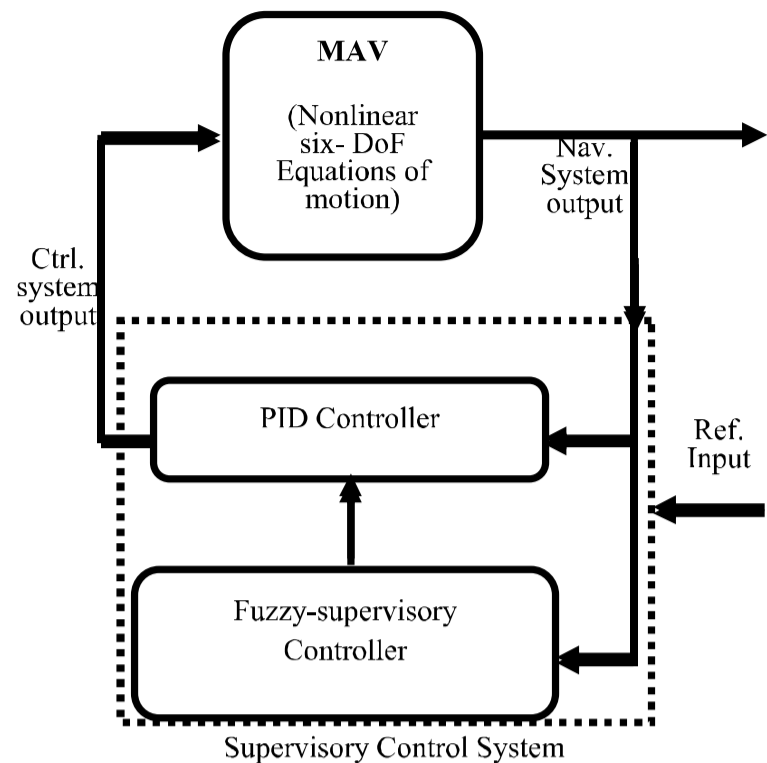 MAV
(Nonlinear
six- DoF
Equations of
motion)
Nav.
System
output
Ctrl.
system
output
PID Controller
Ref.
Input
Fuzzy-supervisory
Controller
Supervisory Control System